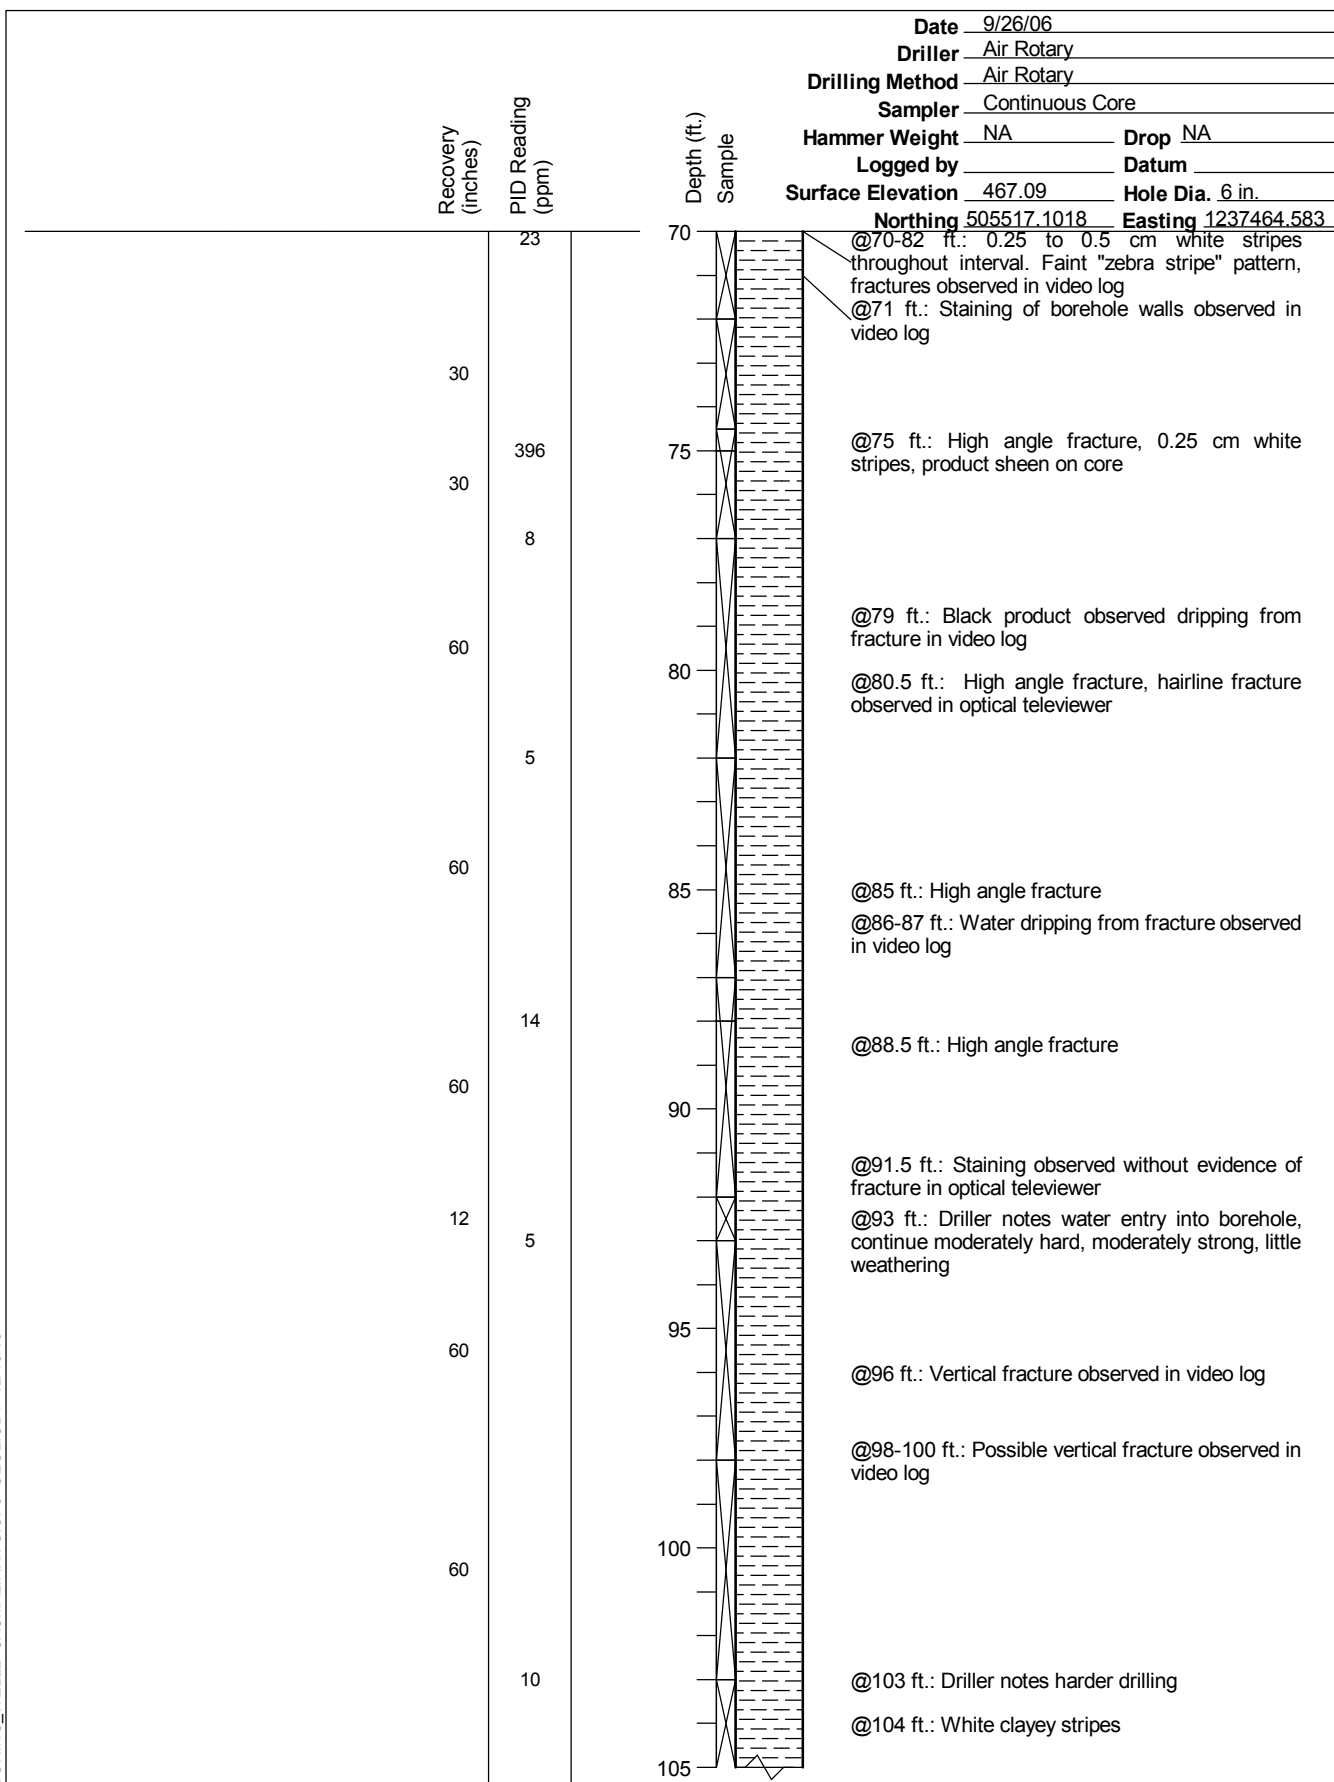 Date 9/26/06
Driller Air Rotary
Drilling Method Air Rotary
Sampler Continuous Core
Hammer Weight NA Drop NA
Logged by Datum
Surface Elevation 467.09 Hole Dia. 6 in.
Northing 505517.1018 Easting 1237464.583
Recovery
(inches)
PID Reading
(ppm)
Depth (ft.)
Sample
23
70
@70-82 ft.: 0.25 to 0.5 cm white stripes
throughout interval. Faint "zebra stripe" pattern,
fractures observed in video log
@71 ft.: Staining of borehole walls observed in
video log
30
396
75
@75 ft.: High angle fracture, 0.25 cm white
stripes, product sheen on core
30
8
@79 ft.: Black product observed dripping from
fracture in video log
60
80
@80.5 ft.: High angle fracture, hairline fracture
observed in optical televiewer
5
60
85
@85 ft.: High angle fracture
@86-87 ft.: Water dripping from fracture observed
in video log
14
@88.5 ft.: High angle fracture
60
90
@91.5 ft.: Staining observed without evidence of
fracture in optical televiewer
12
@93 ft.: Driller notes water entry into borehole,
continue moderately hard, moderately strong, little
weathering
5
95
60
@96 ft.: Vertical fracture observed in video log
@98-100 ft.: Possible vertical fracture observed in
video log
100
60
10
@103 ft.: Driller notes harder drilling
@104 ft.: White clayey stripes
105